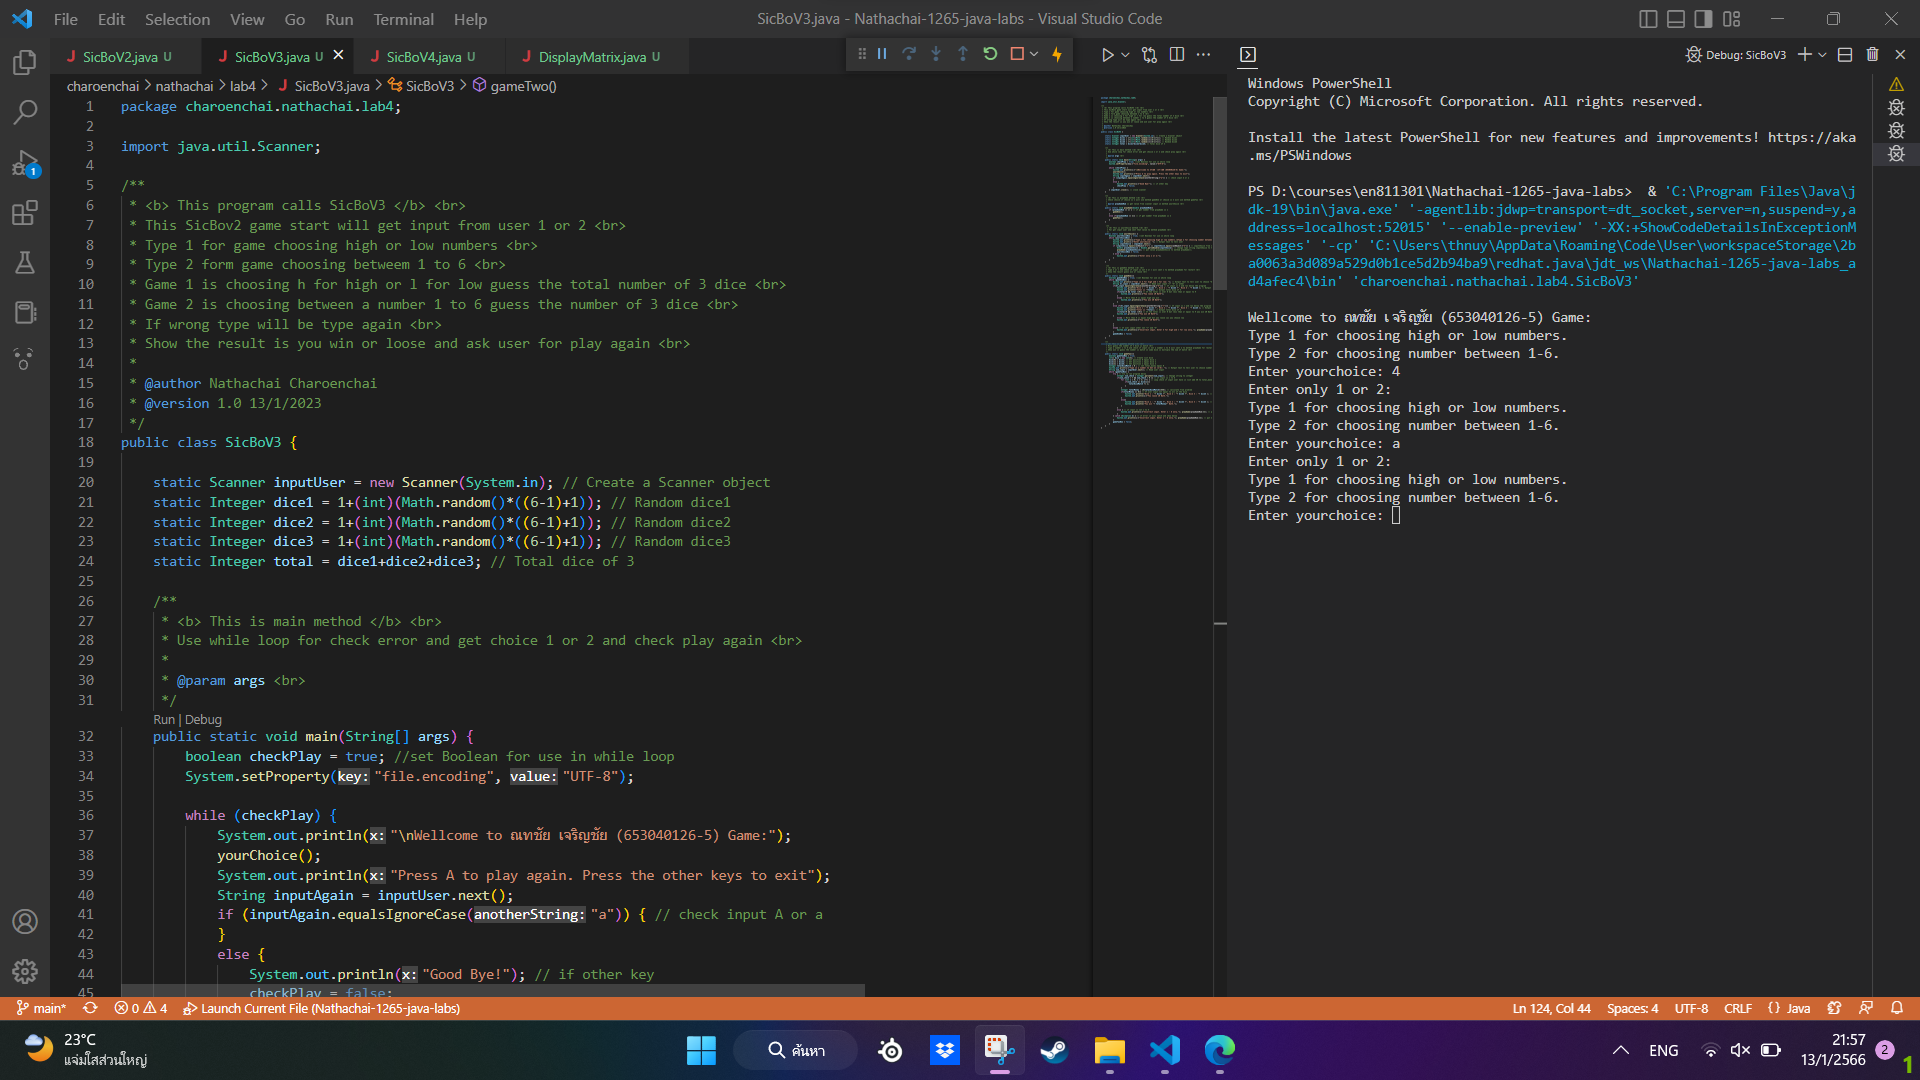 File Edit Selection View Go Run Terminal Help
SicBoV3.java - Nathachai-1265-java-labs - Visual Studio Code
SicBoV2.java U
SicBoV3.java U
SicBoV4.java U
DisplayMatrix.java U
Debug: SicBoV3
charoenchai > nathachai > lab4 > SicBoV3.java > SicBoV3 > gameTwo()
1 package charoenchai.nathachai.lab4;
2
3 import java.util.Scanner;
4
5 /**
6 * <b> This program calls SicBoV3 </b> <br>
7 * This SicBov2 game start will get input from user 1 or 2 <br>
8 * Type 1 for game choosing high or low numbers <br>
9 * Type 2 form game choosing betweem 1 to 6 <br>
10 * Game 1 is choosing h for high or l for low guess the total number of 3 dice <br>
11 * Game 2 is choosing between a number 1 to 6 guess the number of 3 dice <br>
12 * If wrong type will be type again <br>
13 * Show the result is you win or loose and ask user for play again <br>
14 *
15 * @author Nathachai Charoenchai
16 * @version 1.0 13/1/2023
17 */
18 public class SicBoV3 {
19
20 static Scanner inputUser = new Scanner(System.in); // Create a Scanner object
21 static Integer dice1 = 1+(int)(Math.random()*((6-1)+1)); // Random dice1
22 static Integer dice2 = 1+(int)(Math.random()*((6-1)+1)); // Random dice2
23 static Integer dice3 = 1+(int)(Math.random()*((6-1)+1)); // Random dice3
24 static Integer total = dice1+dice2+dice3; // Total dice of 3
25
26 /**
27 * <b> This is main method </b> <br>
28 * Use while loop for check error and get choice 1 or 2 and check play again <br>
29 *
30 * @param args <br>
31 */
Run | Debug
32 public static void main(String[] args) {
33 boolean checkPlay = true; //set Boolean for use in while loop
34 System.setProperty(key: "file.encoding", value: "UTF-8");
35
36 while (checkPlay) {
37 System.out.println(x: "\nWellcome to ณทชัย เจริญชัย (653040126-5) Game:");
38 yourChoice();
39 System.out.println(x: "Press A to play again. Press the other keys to exit");
40 String inputAgain = inputUser.next();
41 if (inputAgain.equalsIgnoreCase(anotherString: "a")) { // check input A or a
42 }
43 else {
44 System.out.println(x: "Good Bye!"); // if other key
45 checkPlay = false;
Windows PowerShell
Copyright (C) Microsoft Corporation. All rights reserved.
Install the latest PowerShell for new features and improvements! https://aka
.ms/PSWindows
PS D:\courses\en811301\Nathachai-1265-java-labs> & 'C:\Program Files\Java\j
dk-19\bin\java.exe' '-agentlib:jdwp=transport=dt_socket,server=n,suspend=y,a
ddress=localhost:52015' '--enable-preview' '-XX:+ShowCodeDetailsInExceptionM
essages' '-cp' 'C:\Users\thnuy\AppData\Roaming\Code\User\workspaceStorage\2b
a0063a3d089a529d0b1ce5d2b94ba9\redhat.java\jdt_ws\Nathachai-1265-java-labs_a
d4afec4\bin' 'charoenchai.nathachai.lab4.SicBoV3'
Wellcome to ณทชัย เจริญชัย (653040126-5) Game:
Type 1 for choosing high or low numbers.
Type 2 for choosing number between 1-6.
Enter yourchoice: 4
Enter only 1 or 2:
Type 1 for choosing high or low numbers.
Type 2 for choosing number between 1-6.
Enter yourchoice: a
Enter only 1 or 2:
Type 1 for choosing high or low numbers.
Type 2 for choosing number between 1-6.
Enter yourchoice:
1
main* 0 4 Launch Current File (Nathachai-1265-java-labs)
Ln 124, Col 44 Spaces: 4 UTF-8 CRLF {} Java
23°C
แจ่มใสส่วนใหญ่
ค้นหา
ENG
21:57
13/1/2566
2
1